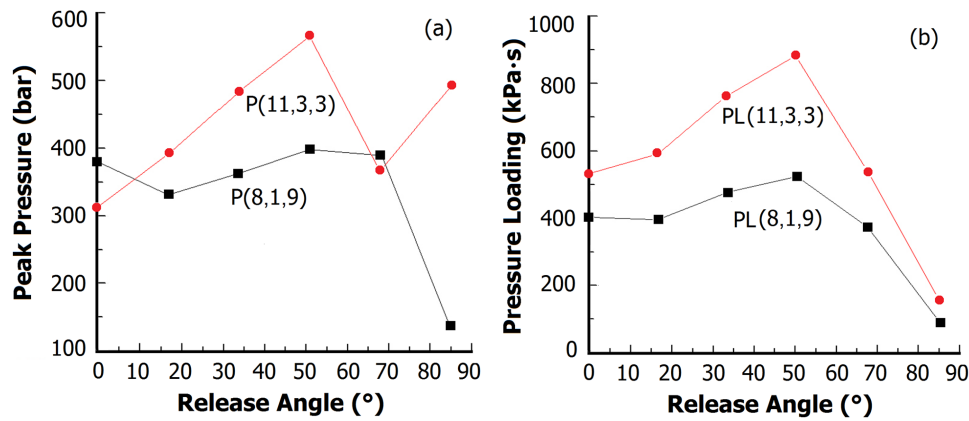 600
500
400
300
200
100
Peak Pressure (bar)
(a)
P(11,3,3)
P(8,1,9)
0 10 20 30 40 50 60 70 80 90
Release Angle (°)
1000
800
600
400
200
0
Pressure Loading (kPa·s)
(b)
PL(11,3,3)
PL(8,1,9)
0 10 20 30 40 50 60 70 80 90
Release Angle (°)